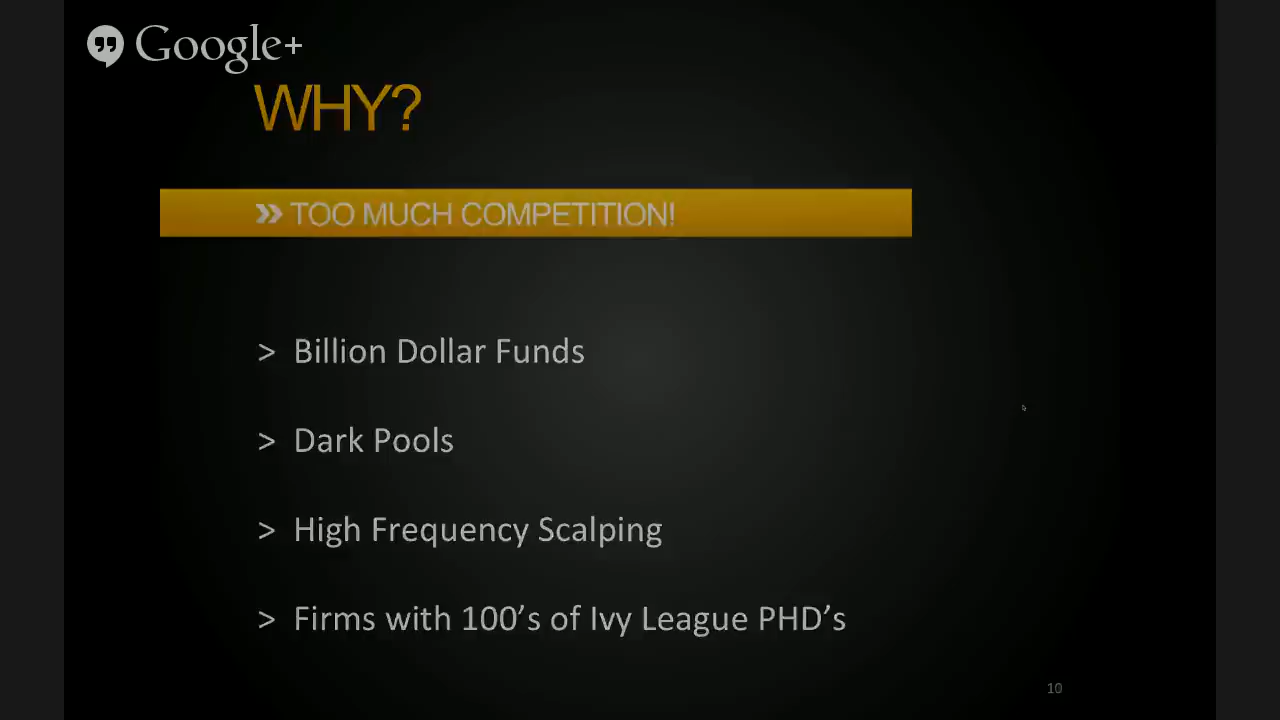 Google+
WHY?
» TOO MUCH COMPETITION!
> Billion Dollar Funds
> Dark Pools
> High Frequency Scalping
> Firms with 100’s of Ivy League PHD’s
10